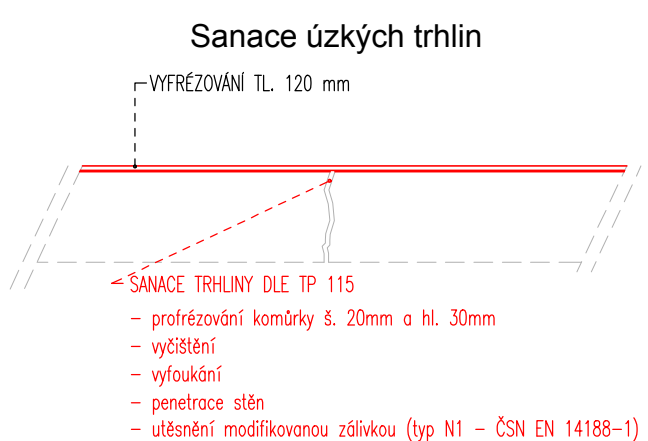 Sanace úzkých trhlin
VYFRÉZOVÁNÍ TL. 120 mm
SANACE TRHLINY DLE TP 115
- profrézování komůrky š. 20mm a hl. 30mm
- vyčištění
- vyfoukání
- penetrace stěn
- utěsnění modifikovanou zálivkou (typ N1 - ČSN EN 14188-1)